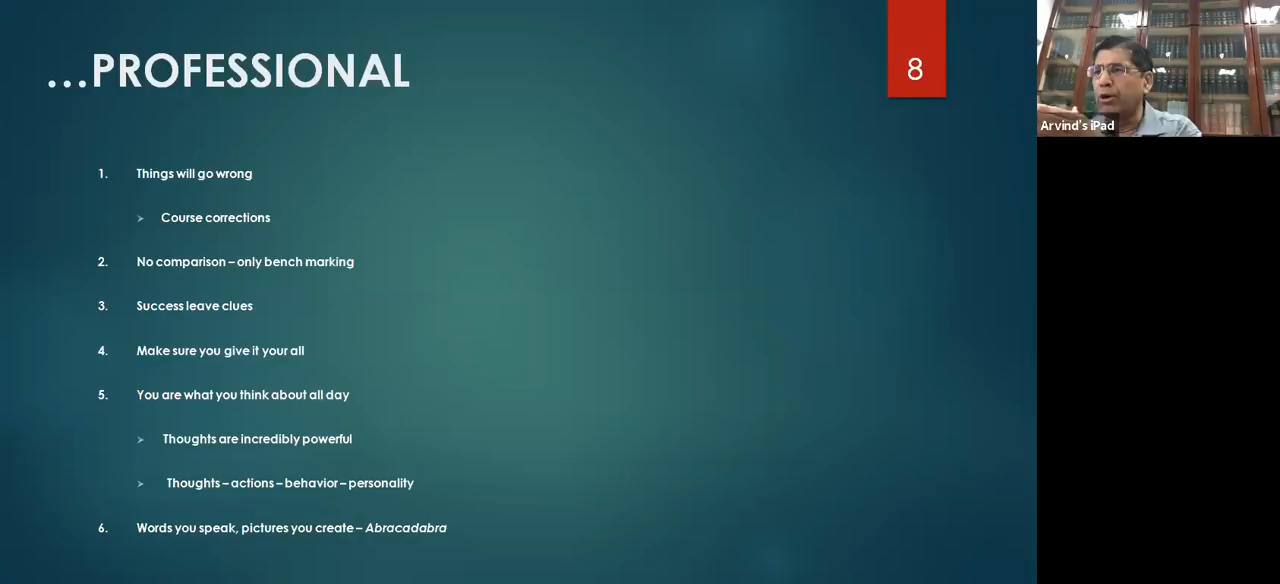 ...PROFESSIONAL
8
Arvind's iPad
1. Things will go wrong
➢ Course corrections
2. No comparison – only bench marking
3. Success leave clues
4. Make sure you give it your all
5. You are what you think about all day
➢ Thoughts are incredibly powerful
➢ Thoughts – actions – behavior – personality
6. Words you speak, pictures you create – Abracadabra